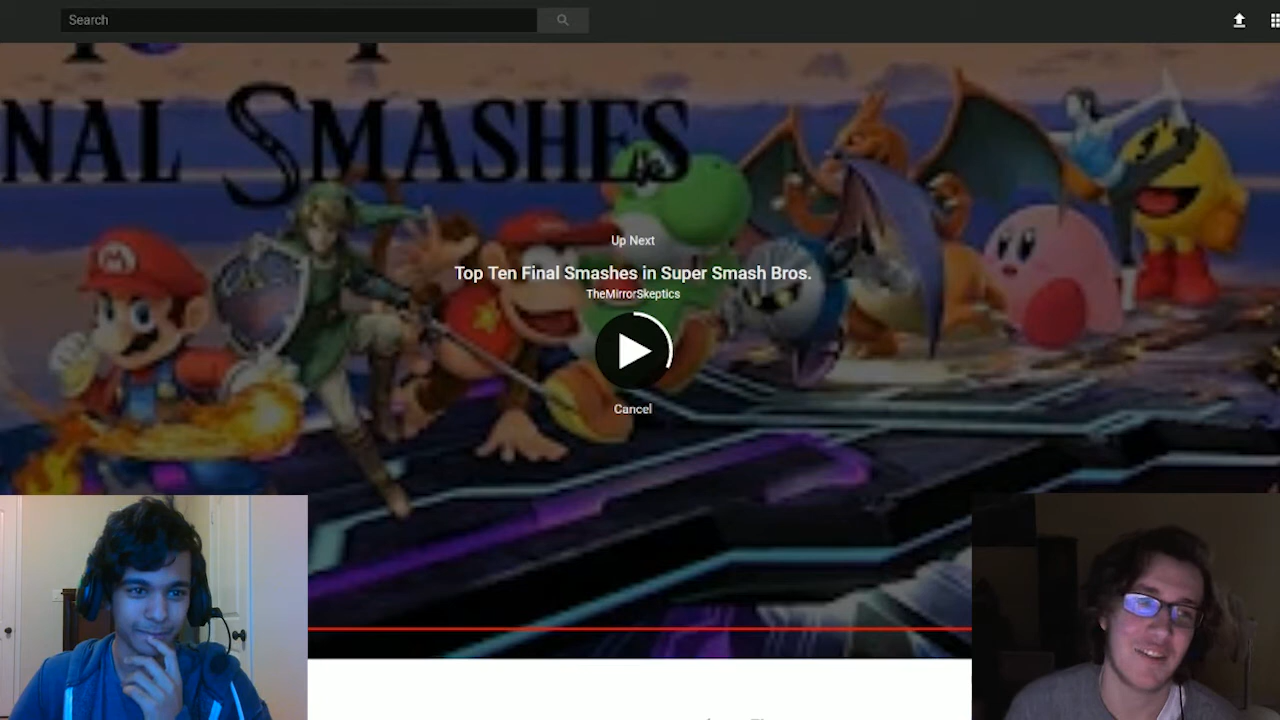 Search
NAL SMASHES
Up Next
Top Ten Final Smashes in Super Smash Bros.
TheMirrorSkeptics
Cancel
M